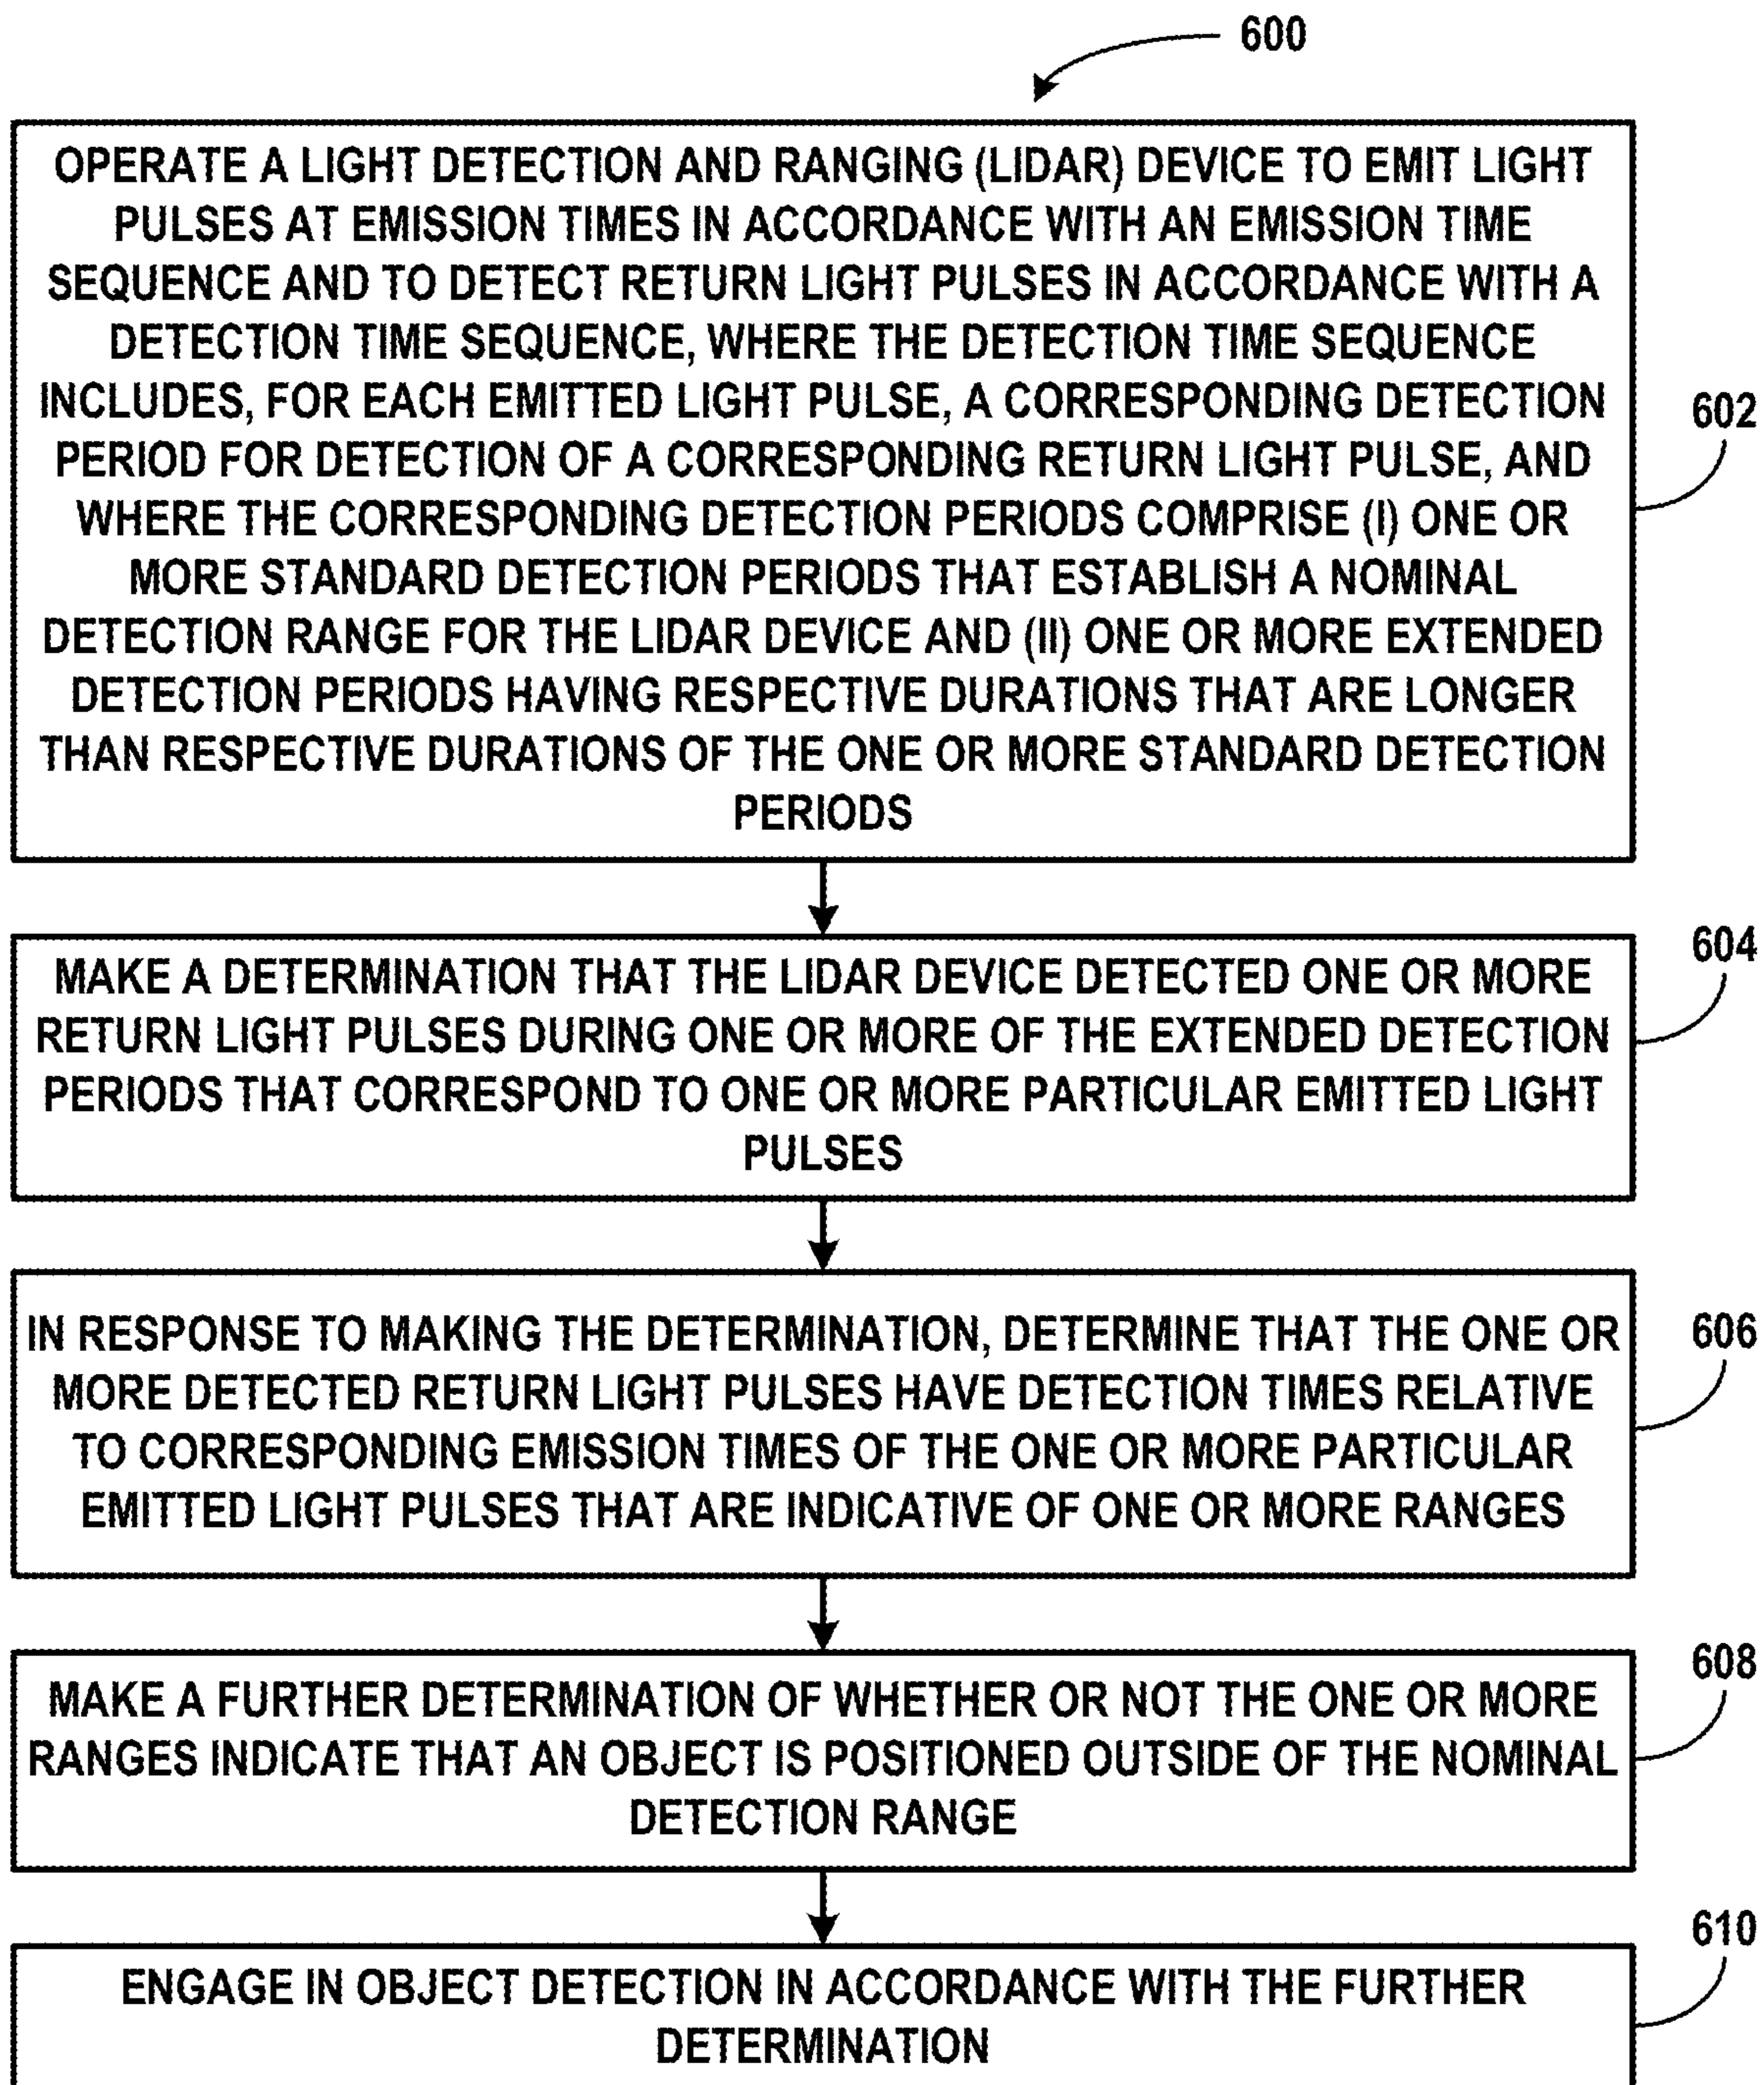 600
OPERATE A LIGHT DETECTION AND RANGING (LIDAR) DEVICE TO EMIT LIGHT
PULSES AT EMISSION TIMES IN ACCORDANCE WITH AN EMISSION TIME
SEQUENCE AND TO DETECT RETURN LIGHT PULSES IN ACCORDANCE WITH A
DETECTION TIME SEQUENCE, WHERE THE DETECTION TIME SEQUENCE
INCLUDES, FOR EACH EMITTED LIGHT PULSE, A CORRESPONDING DETECTION
PERIOD FOR DETECTION OF A CORRESPONDING RETURN LIGHT PULSE, AND
WHERE THE CORRESPONDING DETECTION PERIODS COMPRISE (I) ONE OR
MORE STANDARD DETECTION PERIODS THAT ESTABLISH A NOMINAL
DETECTION RANGE FOR THE LIDAR DEVICE AND (II) ONE OR MORE EXTENDED
DETECTION PERIODS HAVING RESPECTIVE DURATIONS THAT ARE LONGER
THAN RESPECTIVE DURATIONS OF THE ONE OR MORE STANDARD DETECTION
PERIODS
602
MAKE A DETERMINATION THAT THE LIDAR DEVICE DETECTED ONE OR MORE
RETURN LIGHT PULSES DURING ONE OR MORE OF THE EXTENDED DETECTION
PERIODS THAT CORRESPOND TO ONE OR MORE PARTICULAR EMITTED LIGHT
PULSES
604
IN RESPONSE TO MAKING THE DETERMINATION, DETERMINE THAT THE ONE OR
MORE DETECTED RETURN LIGHT PULSES HAVE DETECTION TIMES RELATIVE
TO CORRESPONDING EMISSION TIMES OF THE ONE OR MORE PARTICULAR
EMITTED LIGHT PULSES THAT ARE INDICATIVE OF ONE OR MORE RANGES
606
MAKE A FURTHER DETERMINATION OF WHETHER OR NOT THE ONE OR MORE
RANGES INDICATE THAT AN OBJECT IS POSITIONED OUTSIDE OF THE NOMINAL
DETECTION RANGE
608
ENGAGE IN OBJECT DETECTION IN ACCORDANCE WITH THE FURTHER
DETERMINATION
610